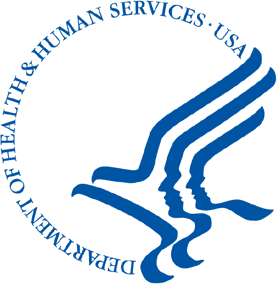 DEPARTMENT OF HEALTH & HUMAN SERVICES · USA